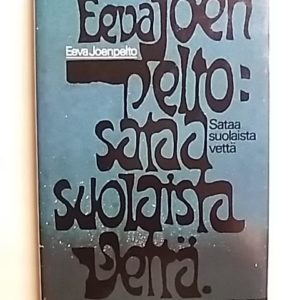 Eeva Joen
Eeva Joenpelto
pelto:
sataa
Sataa
suolaista
vettä
suolaista
vettä.